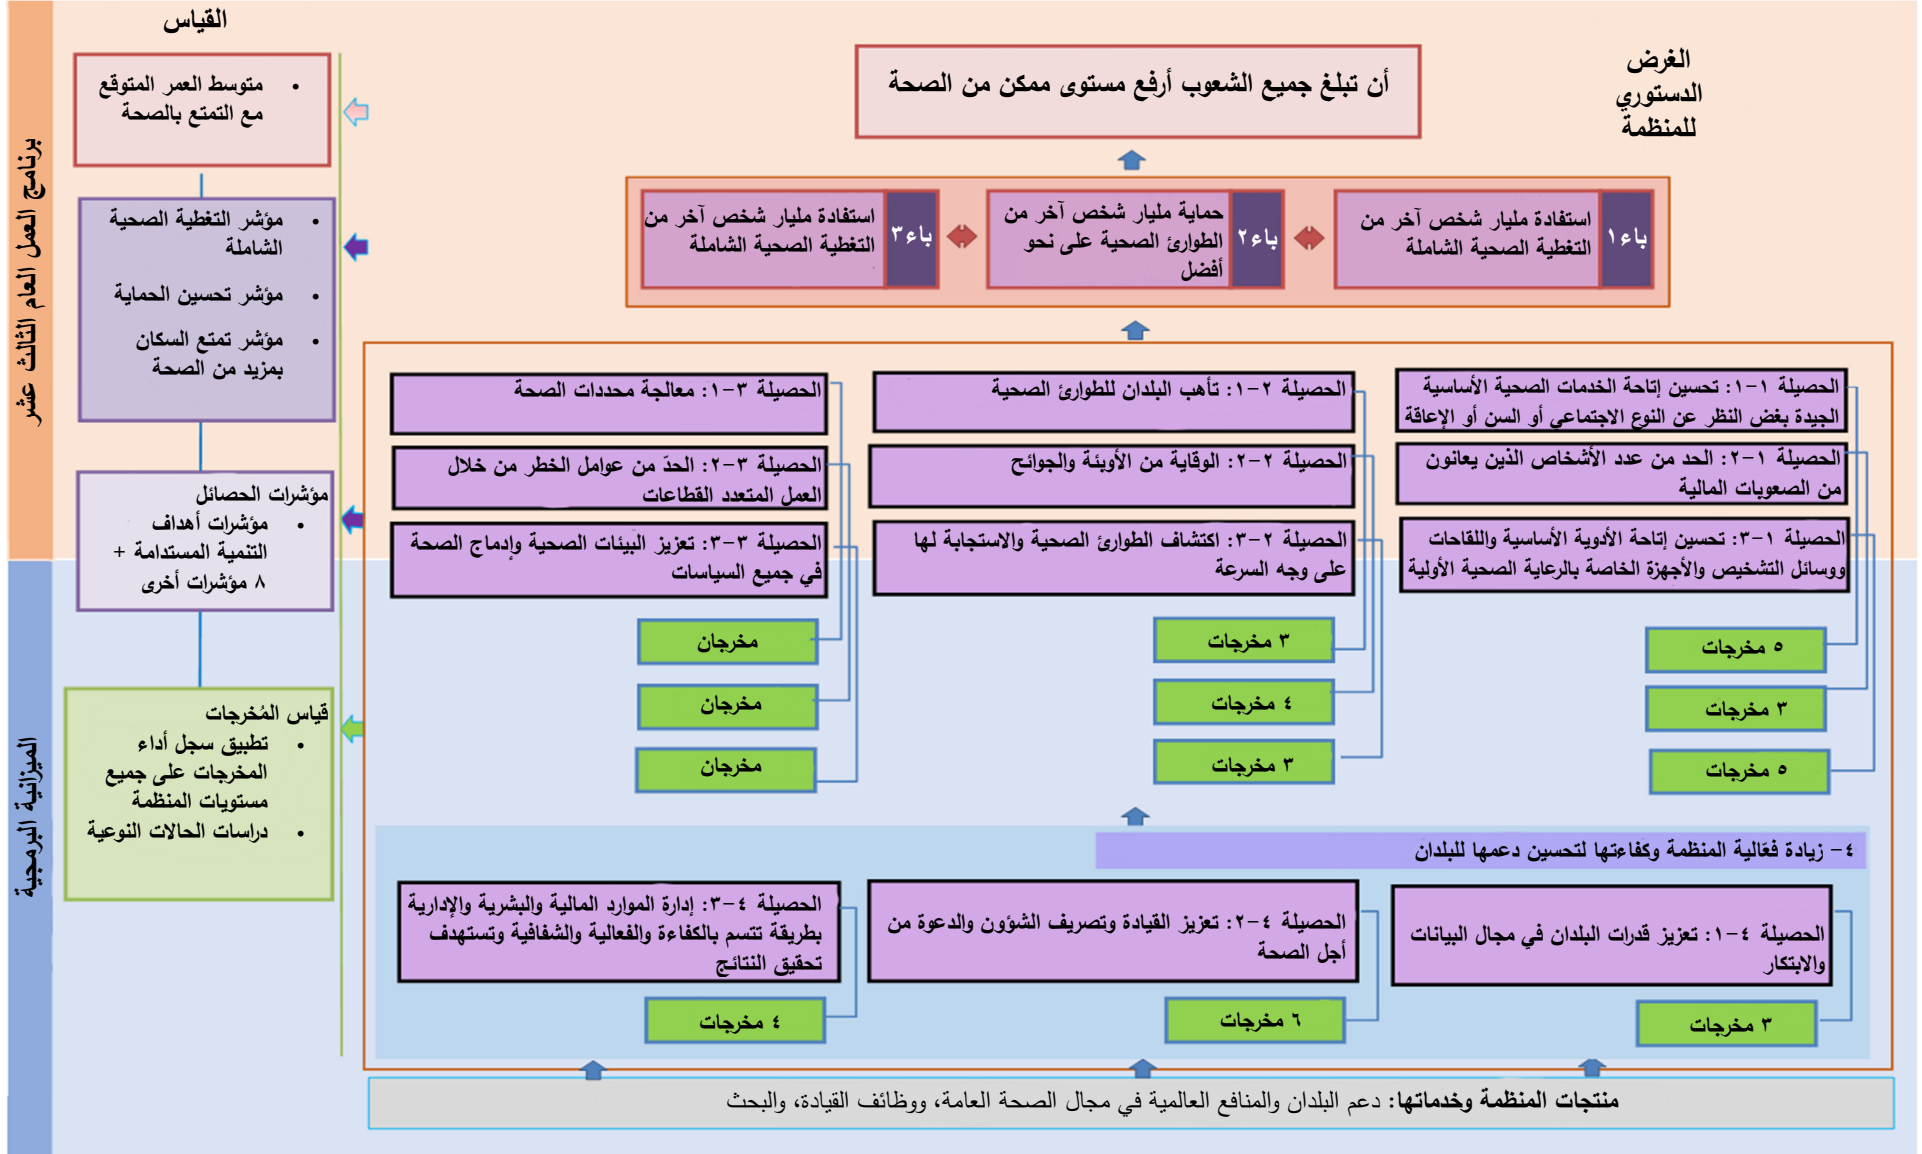 القياس
الغرض
الدستوري
للمنظمة
أن تبلغ جميع الشعوب أرفع مستوى ممكن من الصحة
باء١
استفادة مليار شخص آخر من
التغطية الصحية الشاملة
باء٢
حماية مليار شخص آخر من
الطوارئ الصحية على نحو
أفضل
باء٣
استفادة مليار شخص آخر من
التغطية الصحية الشاملة
الحصيلة ١-١: تحسين إتاحة الخدمات الصحية الأساسية
الجيدة بغض النظر عن النوع الاجتماعي أو السن أو الإعاقة
الحصيلة ١-٢: الحد من عدد الأشخاص الذين يعانون
من الصعوبات المالية
الحصيلة ١-٣: تحسين إتاحة الأدوية الأساسية واللقاحات
ووسائل التشخيص والأجهزة الخاصة بالرعاية الصحية الأولية
٥ مخرجات
٣ مخرجات
٥ مخرجات
الحصيلة ٢-١: تأهب البلدان للطوارئ الصحية
الحصيلة ٢-٢: الوقاية من الأوبئة والجوائح
الحصيلة ٢-٣: اكتشاف الطوارئ الصحية والاستجابة لها
على وجه السرعة
٣ مخرجات
٤ مخرجات
٣ مخرجات
الحصيلة ٣-١: معالجة محددات الصحة
الحصيلة ٣-٢: الحدّ من عوامل الخطر من خلال
العمل المتعدد القطاعات
الحصيلة ٣-٣: تعزيز البيئات الصحية وإدماج الصحة
في جميع السياسات
مخرجان
مخرجان
مخرجان
٤- زيادة فعّالية المنظمة وكفاءتها لتحسين دعمها للبلدان
الحصيلة ٤-١: تعزيز قدرات البلدان في مجال البيانات
والابتكار
٣ مخرجات
الحصيلة ٤-٢: تعزيز القيادة وتصريف الشؤون والدعوة من
أجل الصحة
٦ مخرجات
الحصيلة ٤-٣: إدارة الموارد المالية والبشرية والإدارية
بطريقة تتسم بالكفاءة والفعالية والشفافية وتستهدف
تحقيق النتائج
٤ مخرجات
منتجات المنظمة وخدماتها: دعم البلدان والمنافع العالمية في مجال الصحة العامة، ووظائف القيادة، والبحث
• متوسط العمر المتوقع
مع التمتع بالصحة
• مؤشر التغطية الصحية
الشاملة
• مؤشر تحسين الحماية
• مؤشر تمتع السكان
بمزيد من الصحة
مؤشرات الحصائل
• مؤشرات أهداف
التنمية المستدامة +
٨ مؤشرات أخرى
قياس المُخرجات
• تطبيق سجل أداء
المخرجات على جميع
مستويات المنظمة
• دراسات الحالات النوعية
برنامج العمل العام الثالث عشر
الميزانية البرمجية